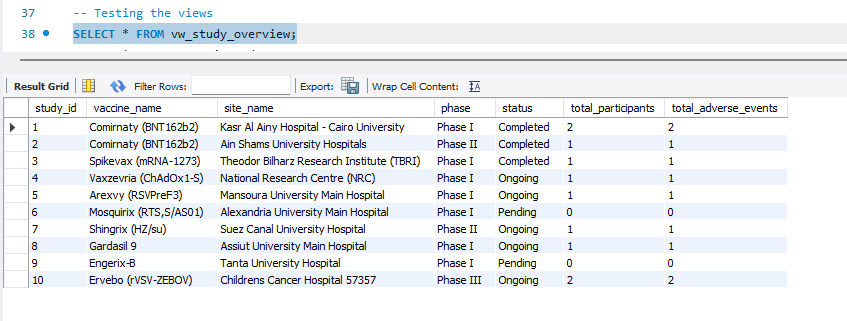 37 -- Testing the views
38 SELECT * FROM vw_study_overview;
Result Grid Filter Rows: Export: Wrap Cell Content:
study_id vaccine_name site_name phase status total_participants total_adverse_events
1 Comirnaty (BNT162b2) Kasr Al Ainy Hospital - Cairo University Phase I Completed 2 2
2 Comirnaty (BNT162b2) Ain Shams University Hospitals Phase II Completed 1 1
3 Spikevax (mRNA-1273) Theodor Bilharz Research Institute (TBRI) Phase I Completed 1 1
4 Vaxzevria (ChAdOx1-S) National Research Centre (NRC) Phase I Ongoing 1 1
5 Arexvy (RSVPreF3) Mansoura University Main Hospital Phase I Ongoing 1 1
6 Mosquirix (RTS,S/AS01) Alexandria University Main Hospital Phase I Pending 0 0
7 Shingrix (HZ/su) Suez Canal University Hospital Phase II Ongoing 1 1
8 Gardasil 9 Assiut University Main Hospital Phase I Ongoing 1 1
9 Engerix-B Tanta University Hospital Phase I Pending 0 0
10 Ervebo (rVSV-ZEBOV) Childrens Cancer Hospital 57357 Phase III Ongoing 2 2